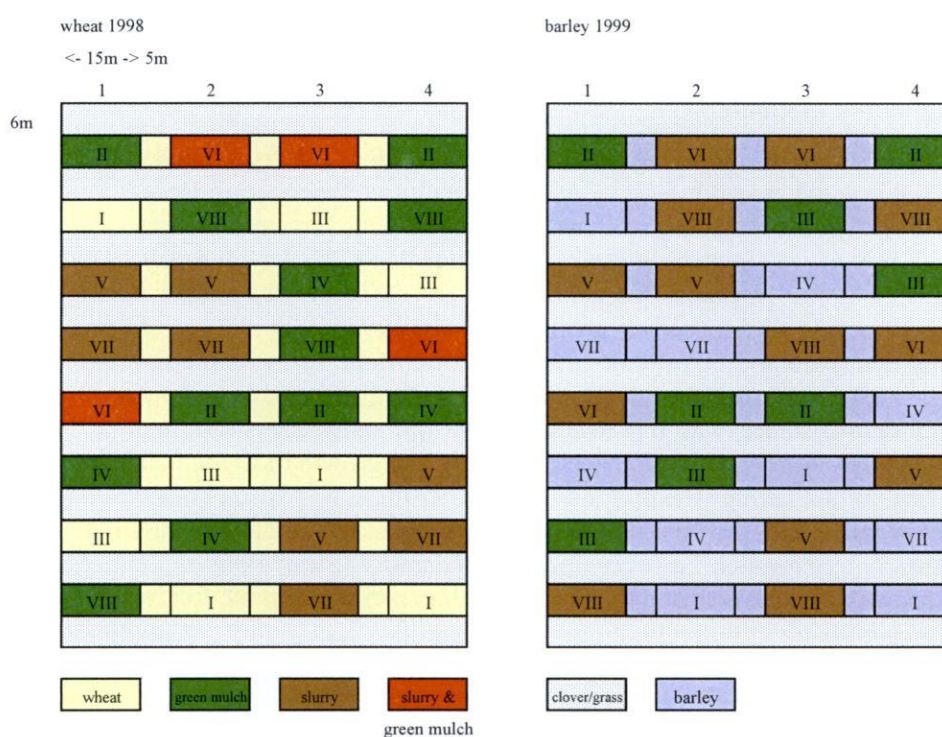 wheat 1998
<- 15m -> 5m
1 2 3 4
6m
II VI VI II
I VIII III VIII
V V IV III
VII VII VIII VI
VI II II IV
IV III I V
III IV V VII
VIII I VII I
wheat
green mulch
slurry
slurry &
green mulch
barley 1999
1 2 3 4
II VI VI II
I VIII III VIII
V V IV III
VII VII VIII VI
VI II II IV
IV III I V
III IV V VII
VIII I VIII I
clover/grass
barley